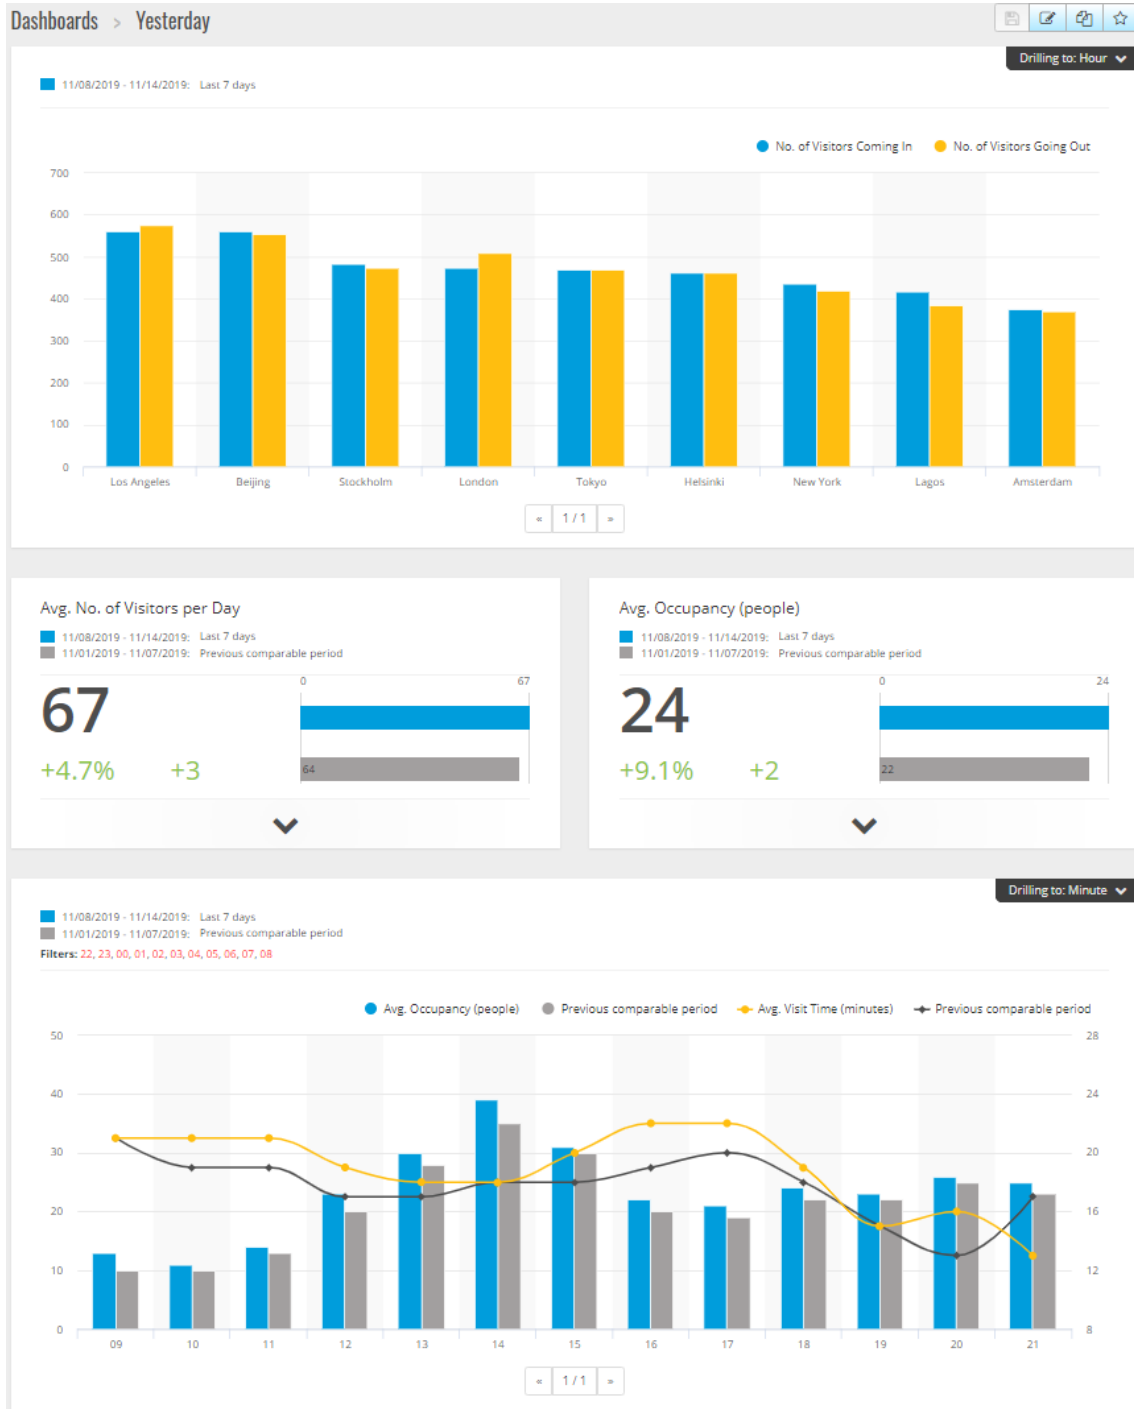 Dashboards > Yesterday
Drilling to: Hour
11/08/2019 - 11/14/2019: Last 7 days
No. of Visitors Coming In No. of Visitors Going Out
700
600
500
400
300
200
100
0
Los Angeles Beijing Stockholm London Tokyo Helsinki New York Lagos Amsterdam
« 1 / 1 »
Avg. No. of Visitors per Day
11/08/2019 - 11/14/2019: Last 7 days
11/01/2019 - 11/07/2019: Previous comparable period
0 67
67
+4.7% +3
64
Avg. Occupancy (people)
11/08/2019 - 11/14/2019: Last 7 days
11/01/2019 - 11/07/2019: Previous comparable period
0 24
24
+9.1% +2
22
Drilling to: Minute
11/08/2019 - 11/14/2019: Last 7 days
11/01/2019 - 11/07/2019: Previous comparable period
Filters: 22, 23, 00, 01, 02, 03, 04, 05, 06, 07, 08
Avg. Occupancy (people) Previous comparable period Avg. Visit Time (minutes) Previous comparable period
50 28
40 24
30 20
20 16
10 12
0 8
09 10 11 12 13 14 15 16 17 18 19 20 21
« 1 / 1 »